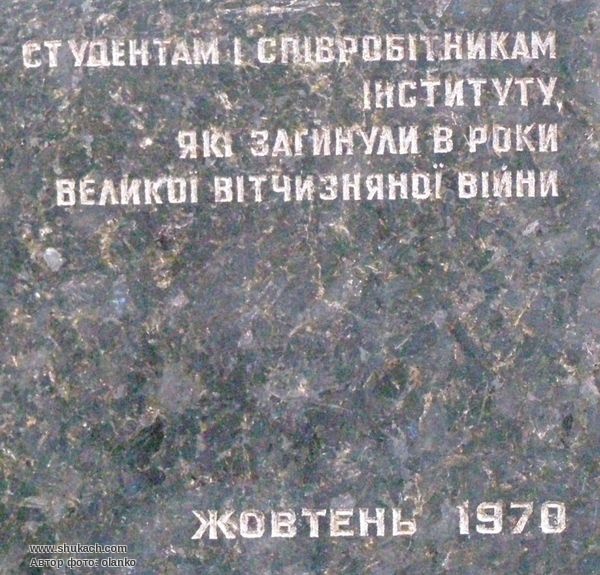 СТУДЕНТАМ І СПІВРОБІТНИКАМ
ІНСТИТУТУ,
ЯКІ ЗАГИНУЛИ В РОКИ
ВЕЛИКОЇ ВІТЧИЗНЯНОЇ ВІЙНИ
ЖОВТЕНЬ 1970
www.shukach.com
Автор фото: olanko